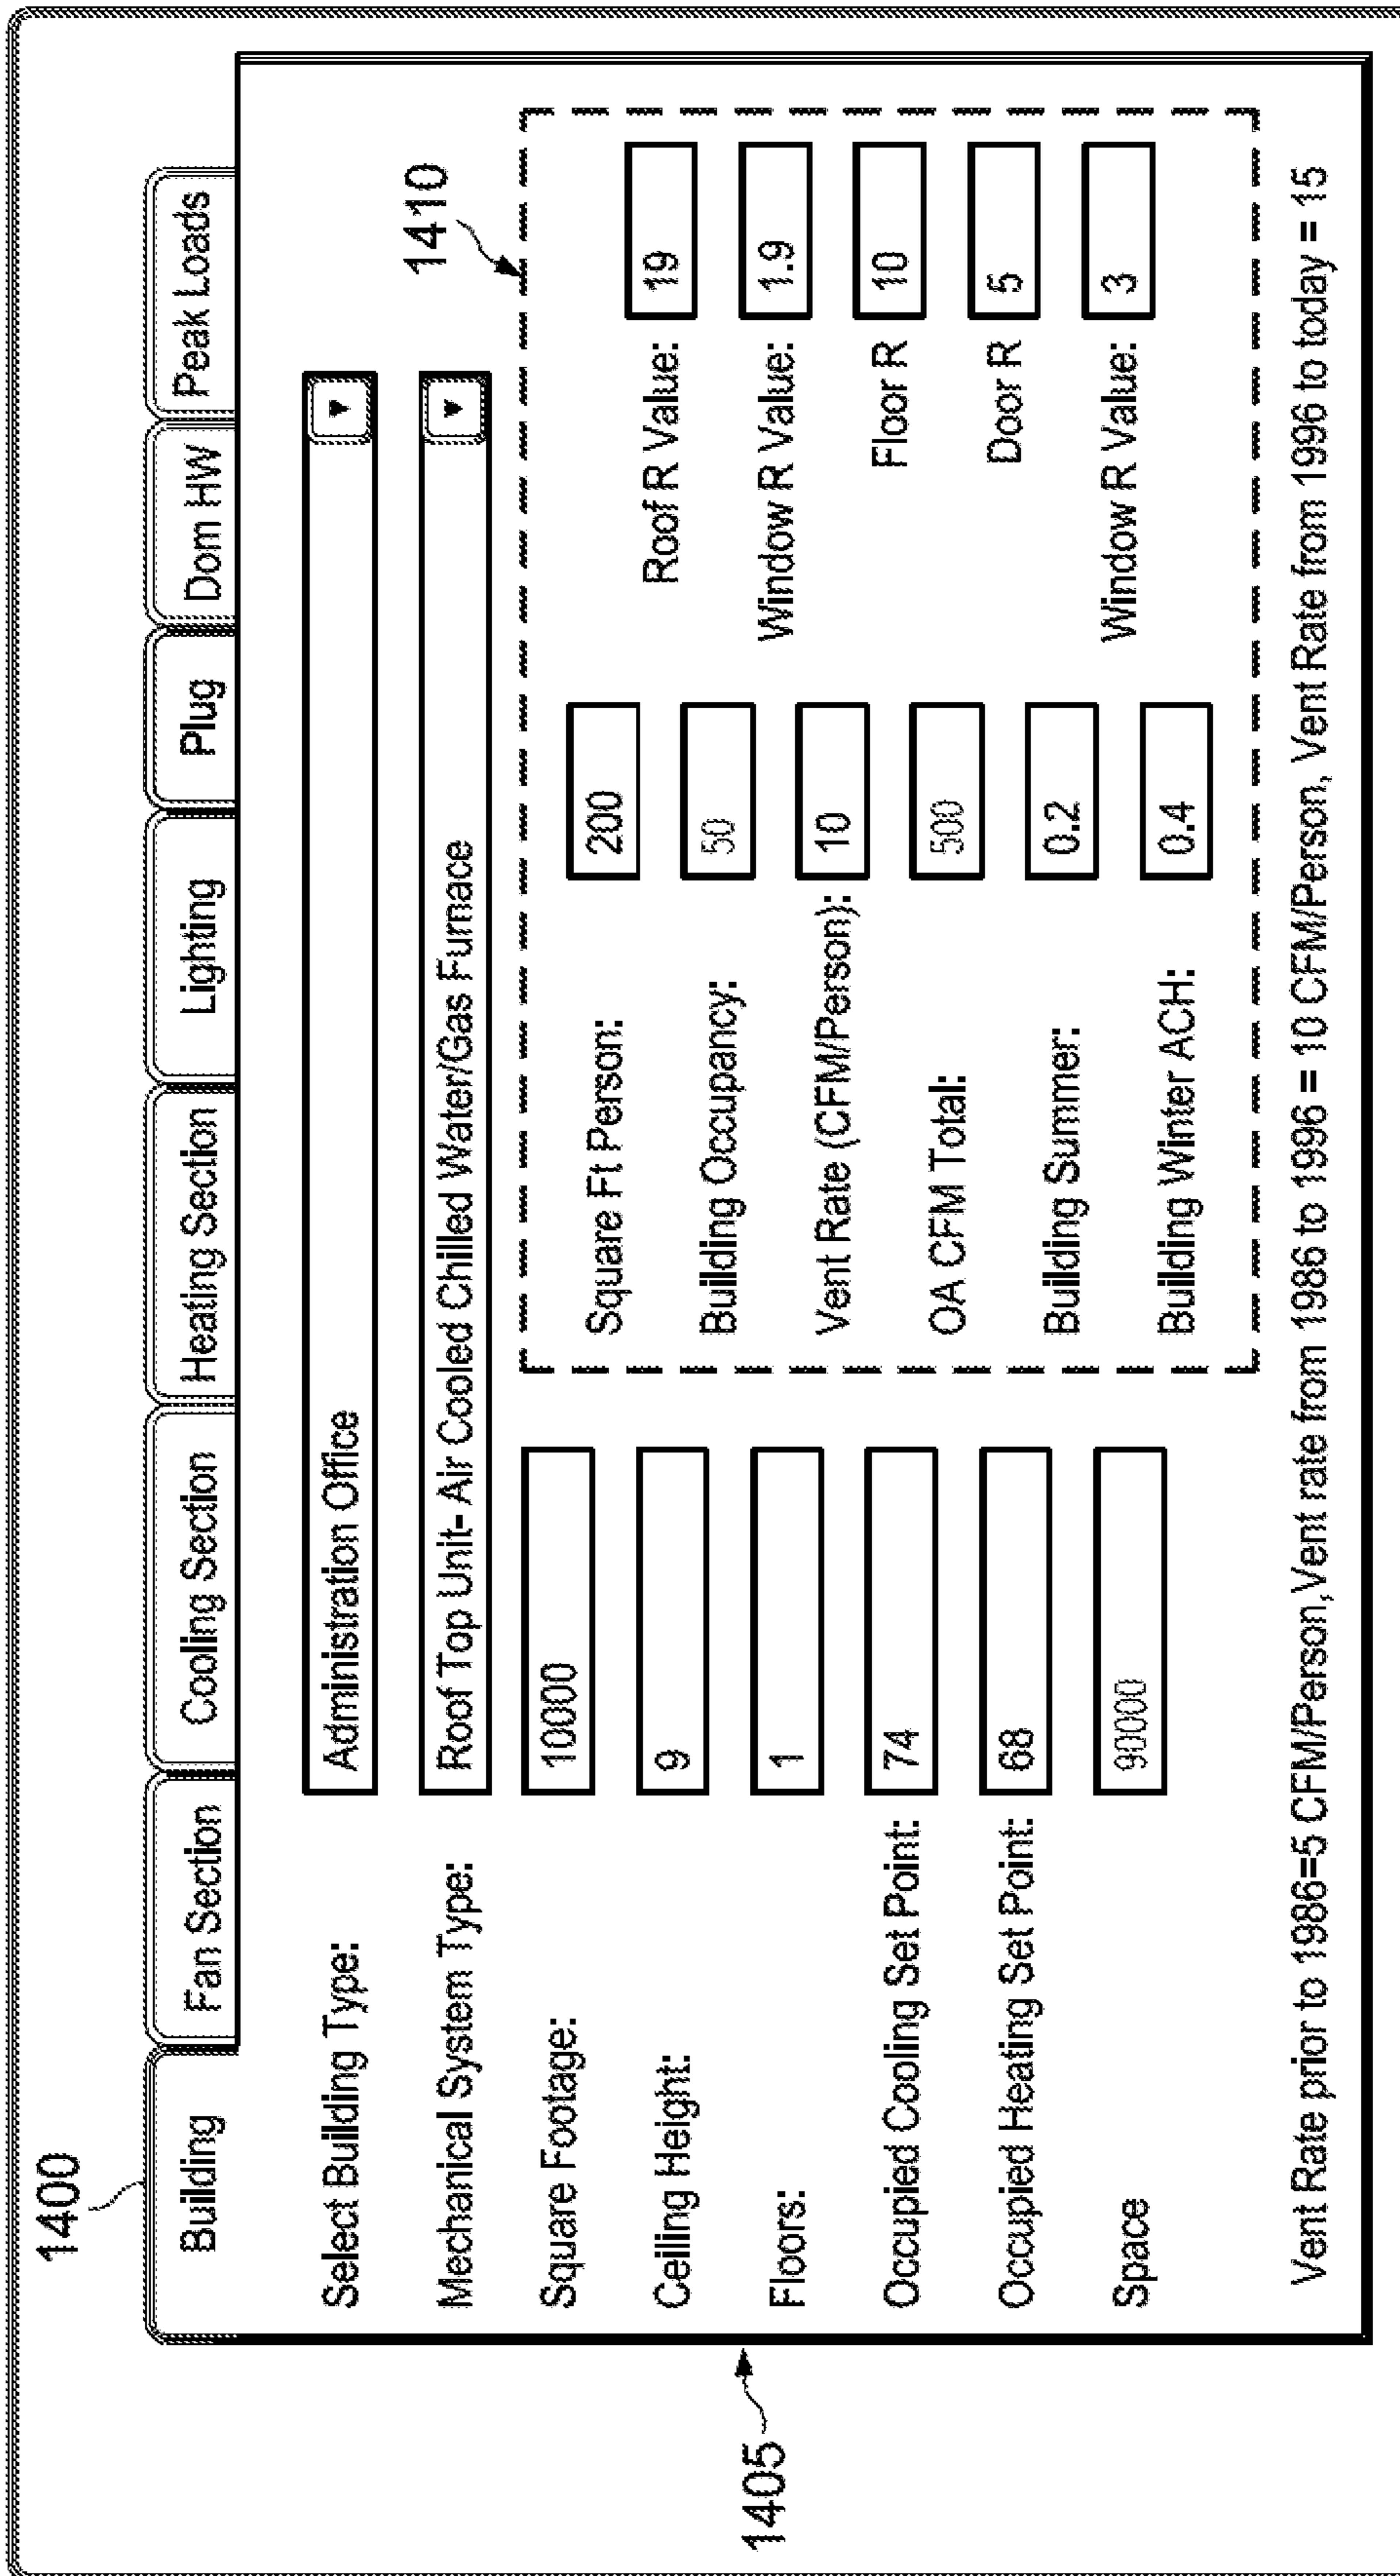 1400
Building Fan Section Cooling Section Heating Section Lighting Plug Dom HW Peak Loads
1405
1410
Select Building Type: Administration Office
Mechanical System Type: Roof Top Unit- Air Cooled Chilled Water/Gas Furnace
Square Footage: 10000 Square Ft Person: 200 Roof R Value: 19
Ceiling Height: 9 Building Occupancy: 50 Window R Value: 1.9
Floors: 1 Vent Rate (CFM/Person): 10 Floor R 10
Occupied Cooling Set Point: 74 OA CFM Total: 500 Door R 5
Occupied Heating Set Point: 68 Building Summer: 0.2 Window R Value: 3
Space 90000 Building Winter ACH: 0.4
Vent Rate prior to 1986=5 CFM/Person,Vent rate from 1986 to 1996 = 10 CFM/Person, Vent Rate from 1996 to today = 15